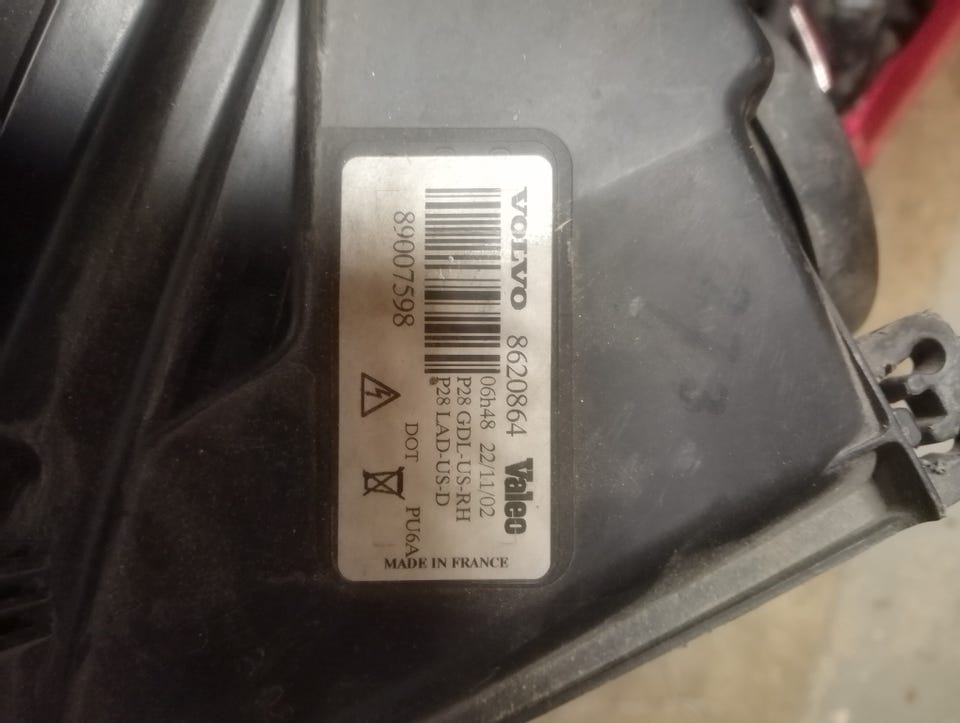 VOLVO 8620864 Valeo
06h48 22/11/02
P28 GDL-US-RH
P28 LAD-US-D
89007598
DOT PU6A
MADE IN FRANCE